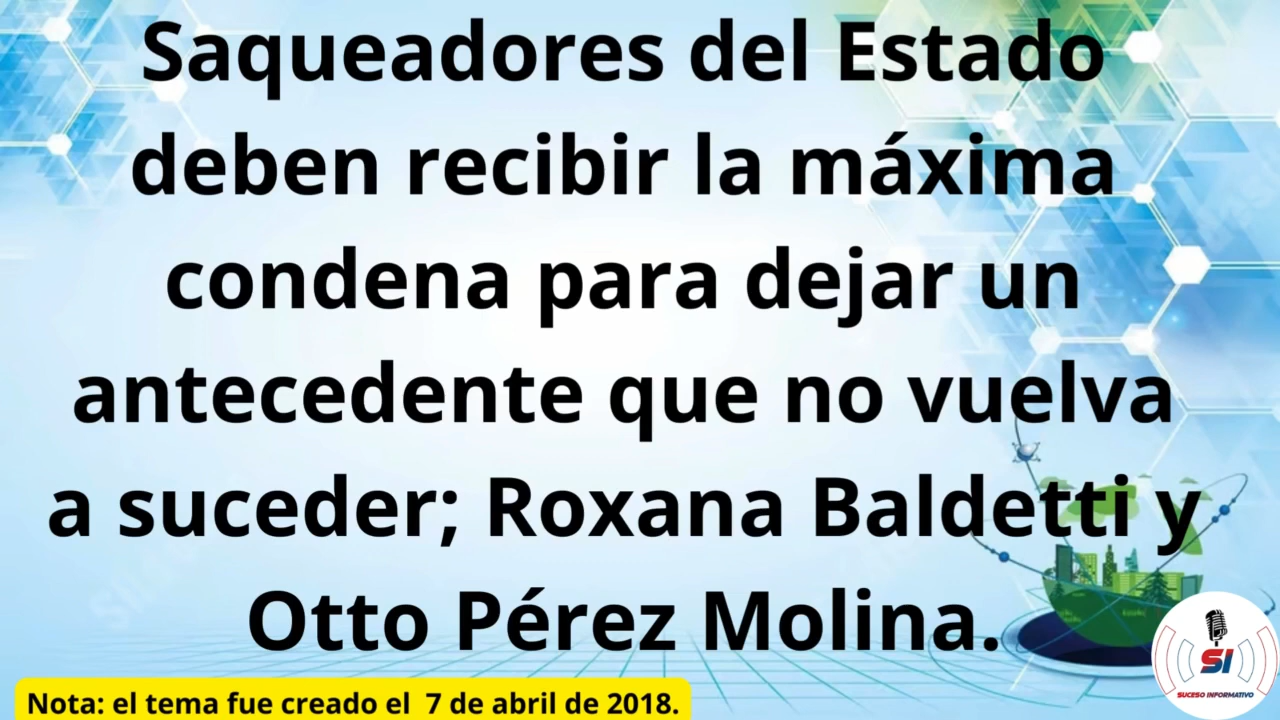 Saqueadores del Estado
deben recibir la máxima
condena para dejar un
antecedente que no vuelva
a suceder; Roxana Baldetti y
Otto Pérez Molina.
SI
SUCESO INFORMATIVO
Nota: el tema fue creado el  7 de abril de 2018.